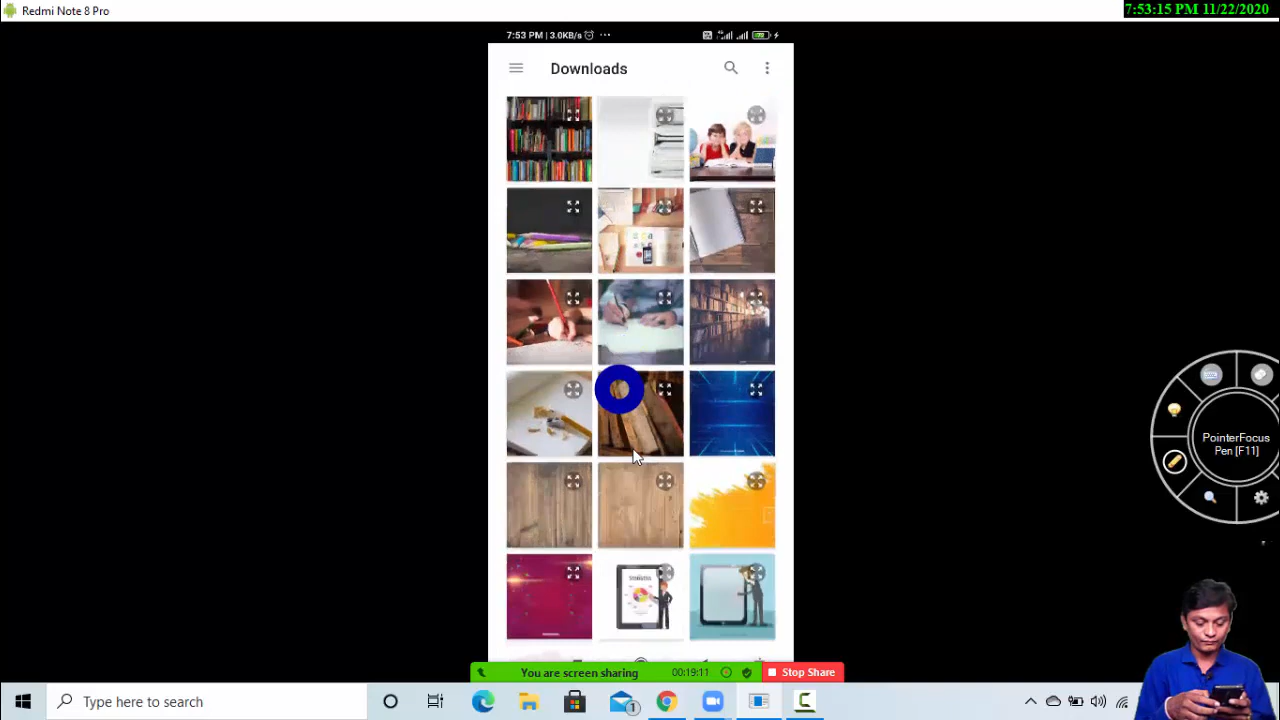 Redmi Note 8 Pro
7:53:15 PM 11/22/2020
7:53 PM | 3.0KB/s
Downloads
PointerFocus
Pen [F11]
You are screen sharing
00:19:11
Stop Share
Type here to search
1